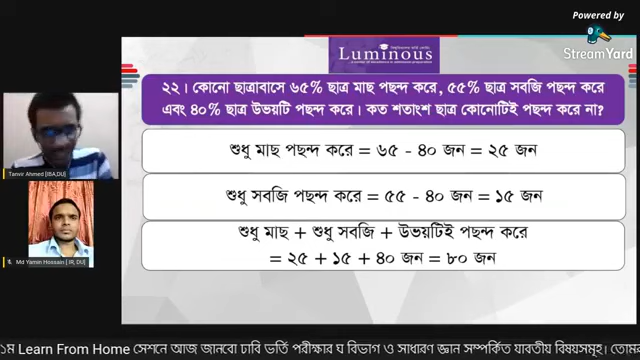 Powered by
StreamYard
Luminous
২২। কোনো ছাত্রাবাসে ৬৫% ছাত্র মাছ পছন্দ করে, ৫৫% ছাত্র সবজি পছন্দ করে
এবং ৪০% ছাত্র উভয়টি পছন্দ করে। কত শতাংশ ছাত্র কোনোটিই পছন্দ করে না?
শুধু মাছ পছন্দ করে = ৬৫ - ৪০ জন = ২৫ জন
শুধু সবজি পছন্দ করে = ৫৫ - ৪০ জন = ১৫ জন
শুধু মাছ + শুধু সবজি + উভয়টিই পছন্দ করে
= ২৫ + ১৫ + ৪০ জন = ৮০ জন
Tanvir Ahmed [IBA,DU]
Md Yamin Hossain [ IR, DU]
১ম Learn From Home সেশনে আজ জানবো ঢাবি ভর্তি পরীক্ষার ঘ বিভাগ ও সাধারণ জ্ঞান সম্পর্কিত যাবতীয় বিষয়সমূহ। তোমর